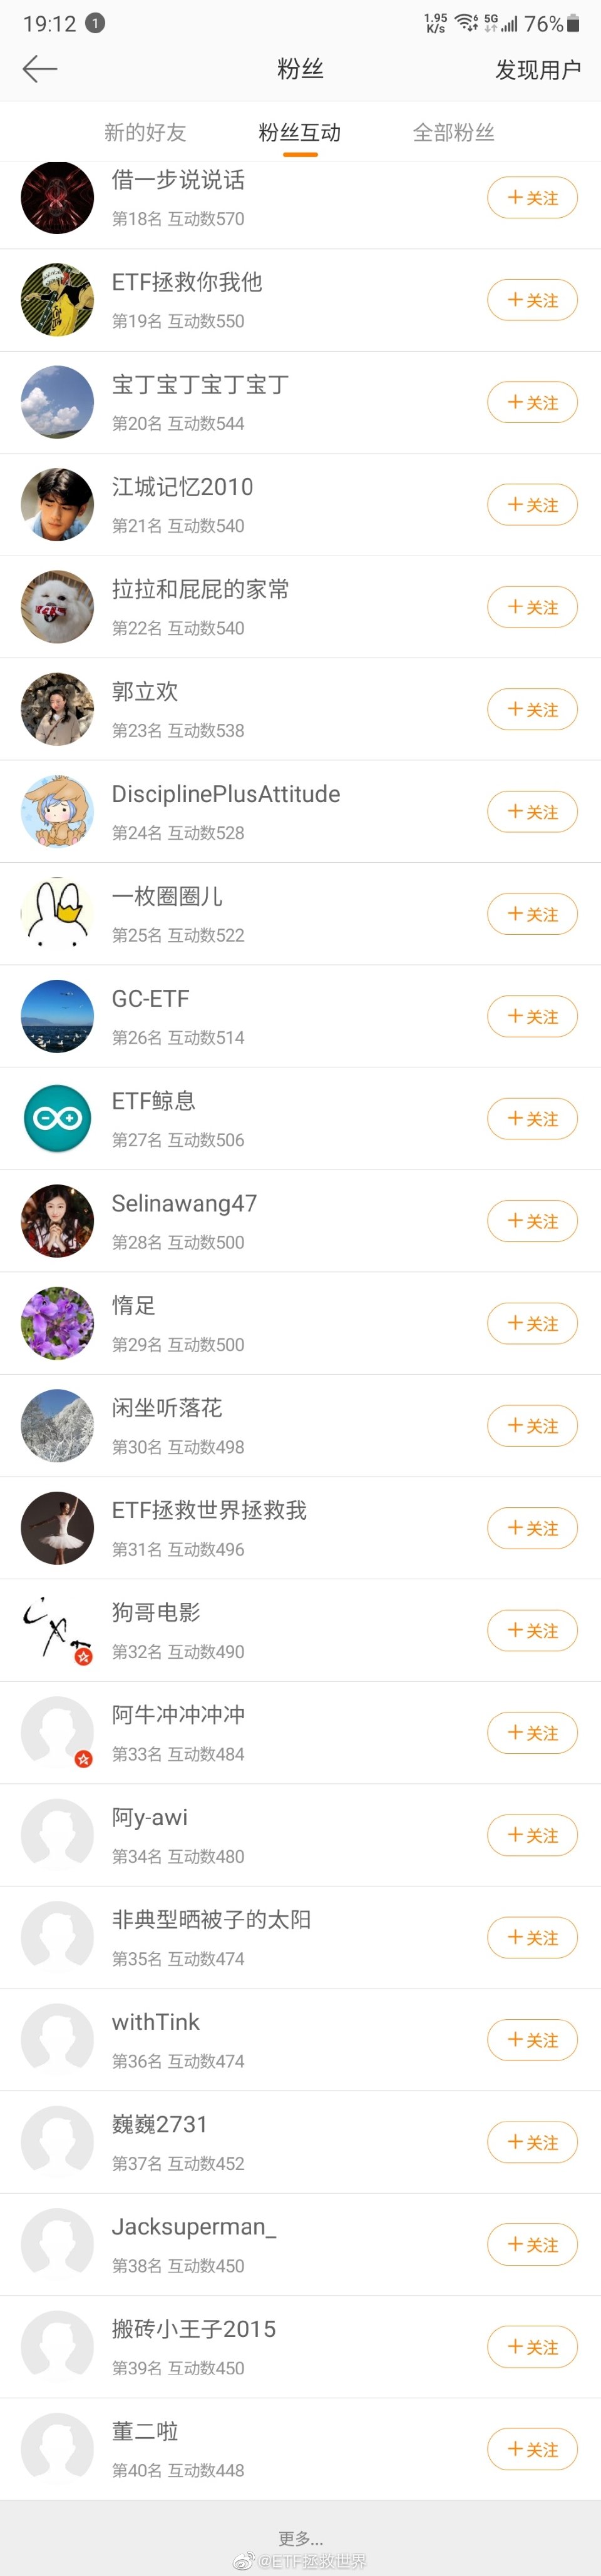 19:12 1 1.95 K/s 5G 76%
粉丝 发现用户
新的好友 粉丝互动 全部粉丝
借一步说说话
第18名 互动数570
+关注
ETF拯救你我他
第19名 互动数550
+关注
宝丁宝丁宝丁宝丁
第20名 互动数544
+关注
江城记忆2010
第21名 互动数540
+关注
拉拉和屁屁的家常
第22名 互动数540
+关注
郭立欢
第23名 互动数538
+关注
DisciplinePlusAttitude
第24名 互动数528
+关注
一枚圈圈儿
第25名 互动数522
+关注
GC-ETF
第26名 互动数514
+关注
ETF鲸息
第27名 互动数506
+关注
Selinawang47
第28名 互动数500
+关注
惰足
第29名 互动数500
+关注
闲坐听落花
第30名 互动数498
+关注
ETF拯救世界拯救我
第31名 互动数496
+关注
狗哥电影
第32名 互动数490
+关注
阿牛冲冲冲冲
第33名 互动数484
+关注
阿y-awi
第34名 互动数480
+关注
非典型晒被子的太阳
第35名 互动数474
+关注
withTink
第36名 互动数474
+关注
巍巍2731
第37名 互动数452
+关注
Jacksuperman_
第38名 互动数450
+关注
搬砖小王子2015
第39名 互动数450
+关注
董二啦
第40名 互动数448
+关注
更多...
@ETF拯救世界